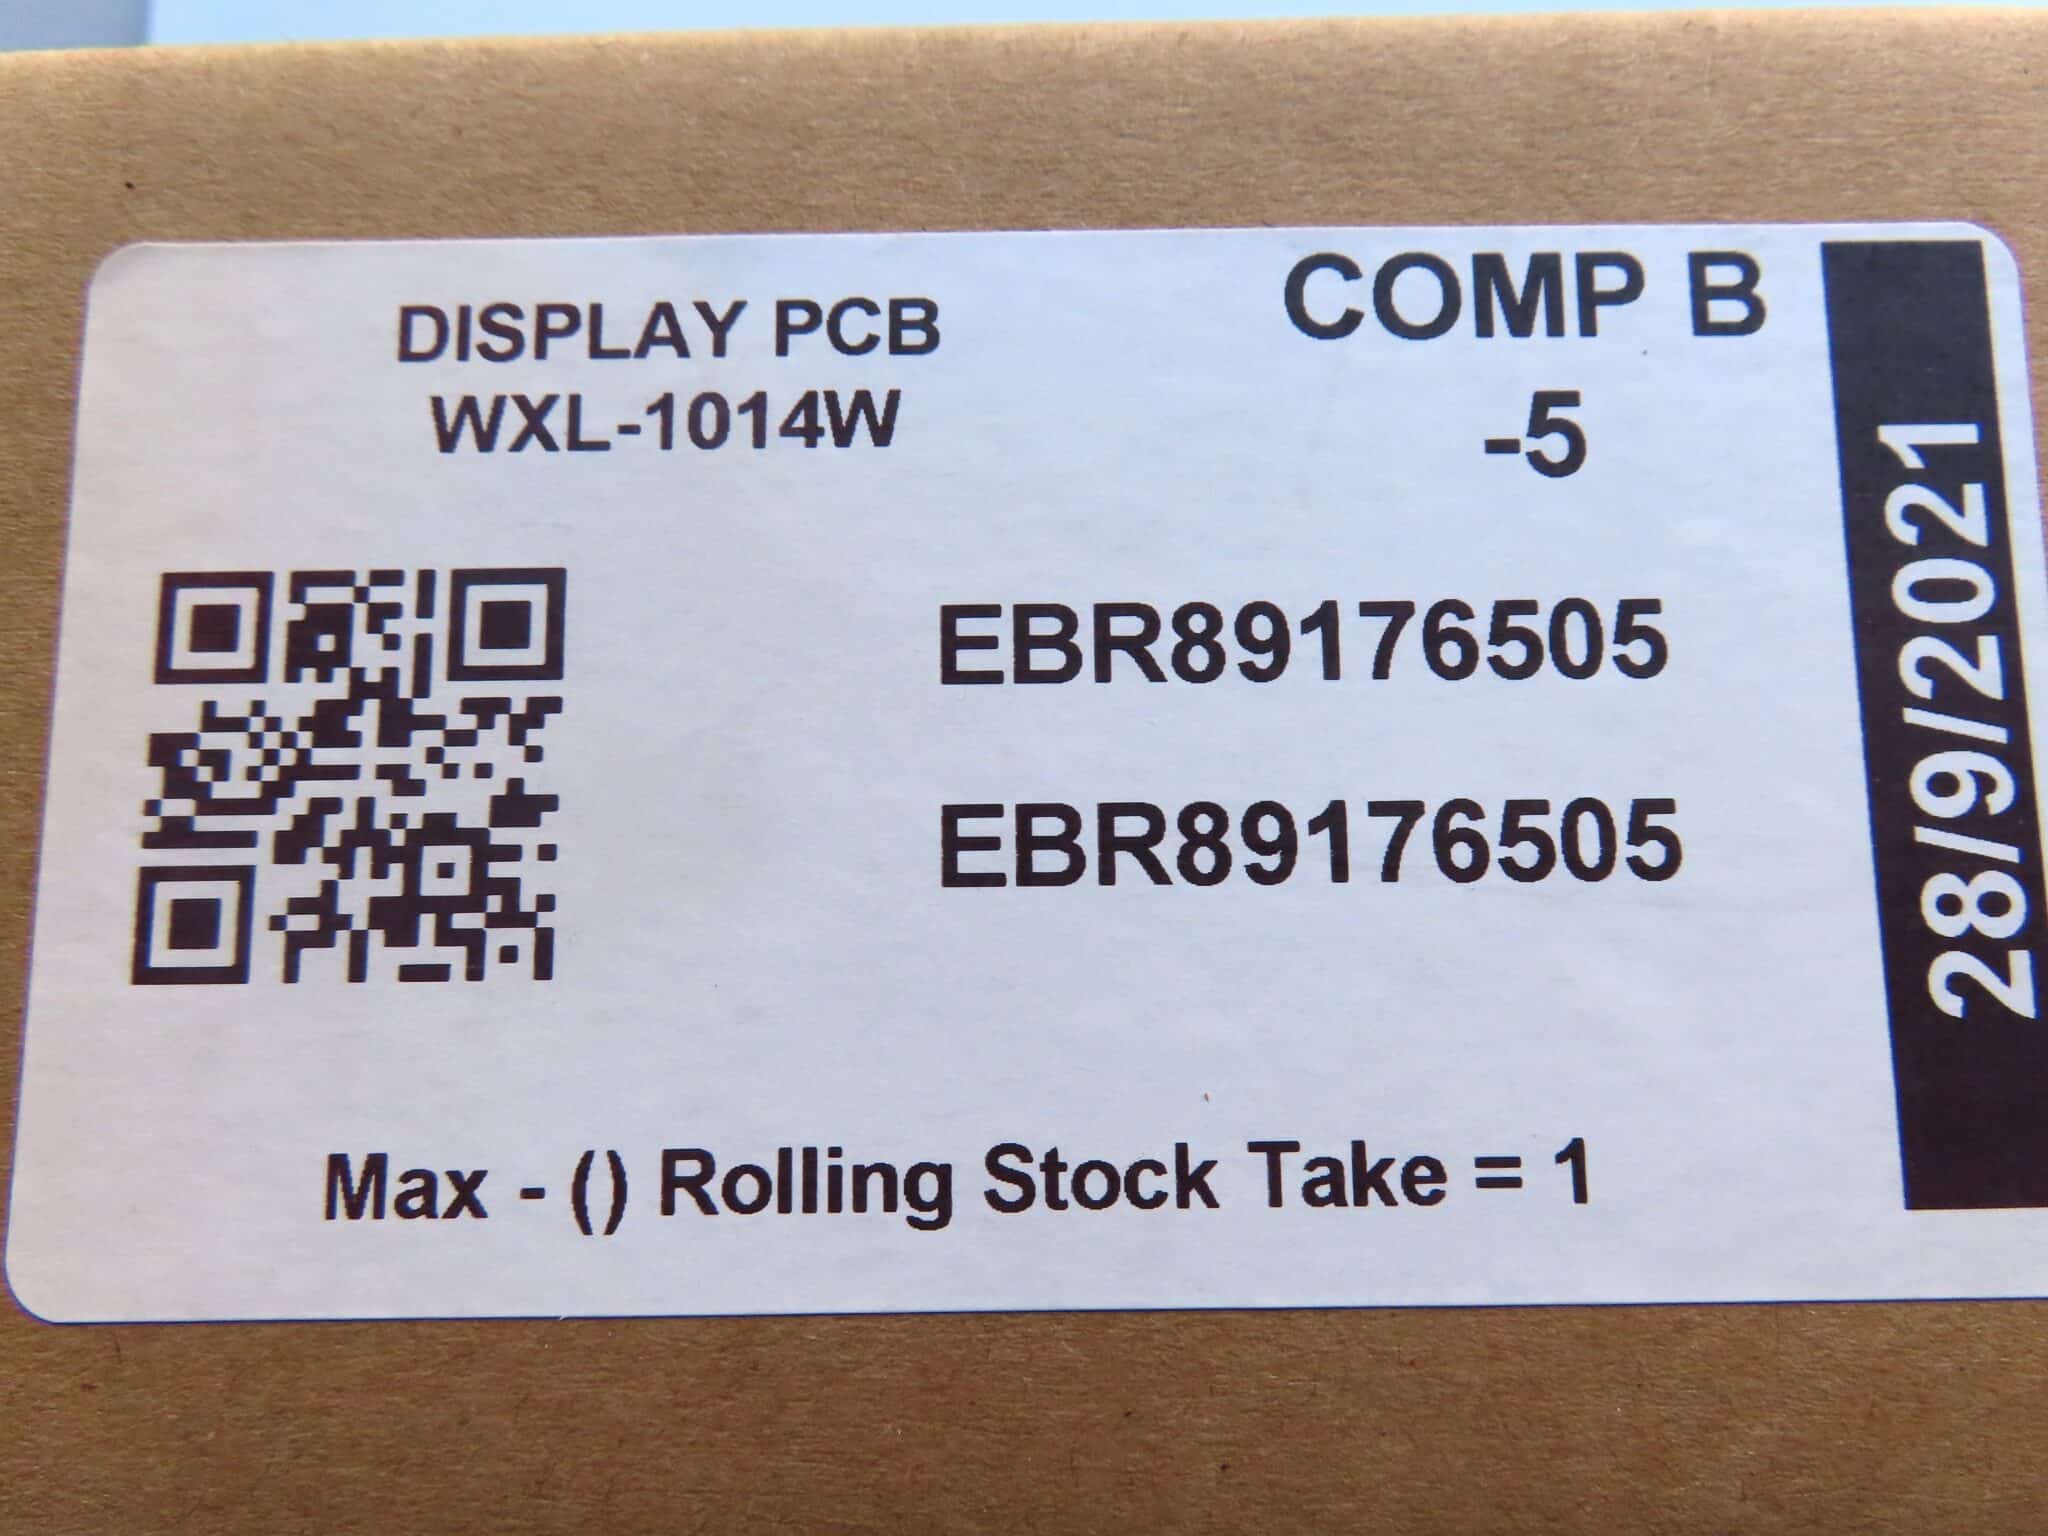 DISPLAY PCB
WXL-1014W
COMP B
-5
EBR89176505
EBR89176505
Max - () Rolling Stock Take = 1
28/9/2021